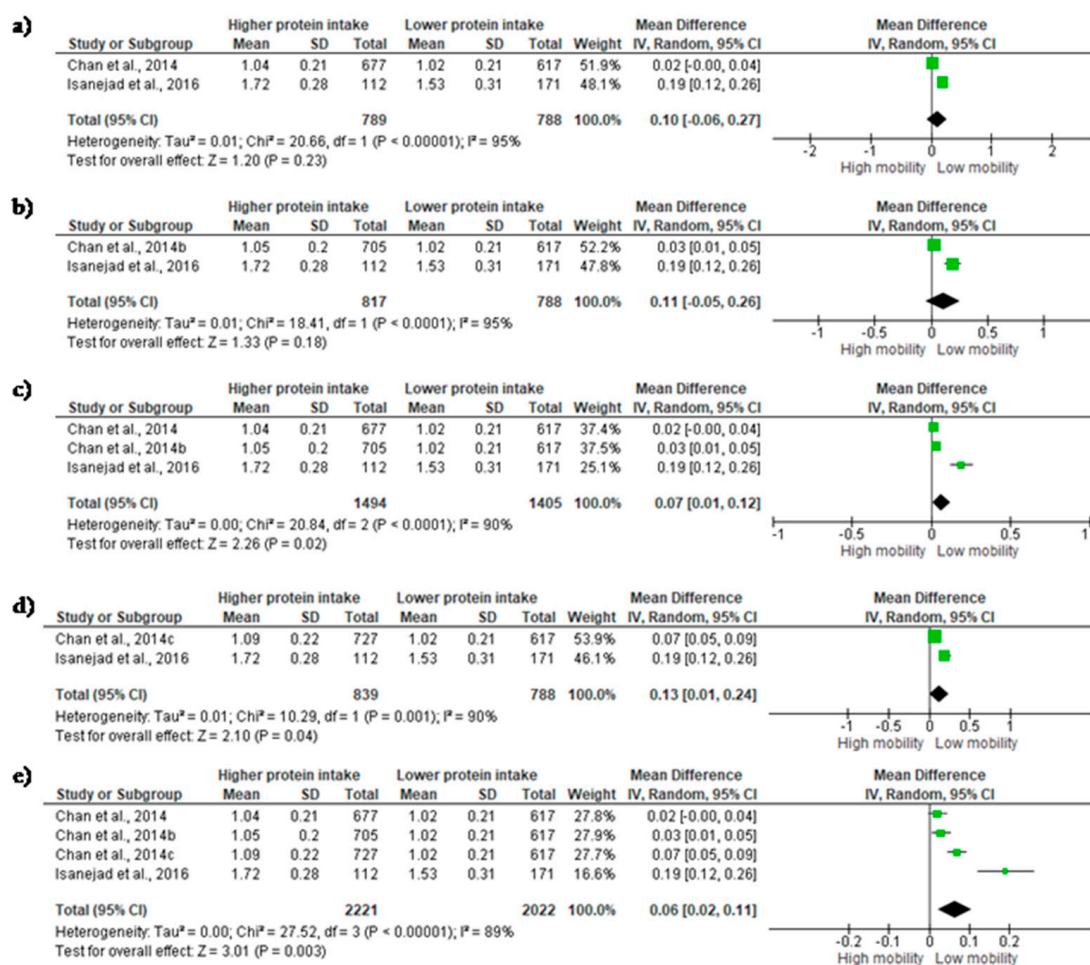 a)
Higher protein intake Lower protein intake Mean Difference Mean Difference
Study or Subgroup Mean SD Total Mean SD Total Weight IV, Random, 95% CI IV, Random, 95% CI
Chan et al., 2014 1.04 0.21 677 1.02 0.21 617 51.9% 0.02 [-0.00, 0.04]
Isanejad et al., 2016 1.72 0.28 112 1.53 0.31 171 48.1% 0.19 [0.12, 0.26]
Total (95% CI) 789 788 100.0% 0.10 [-0.06, 0.27]
Heterogeneity: Tau² = 0.01; Chi² = 20.66, df = 1 (P < 0.00001); I² = 95%
Test for overall effect: Z = 1.20 (P = 0.23)
-2 -1 0 1 2
High mobility Low mobility
b)
Higher protein intake Lower protein intake Mean Difference Mean Difference
Study or Subgroup Mean SD Total Mean SD Total Weight IV, Random, 95% CI IV, Random, 95% CI
Chan et al., 2014b 1.05 0.2 705 1.02 0.21 617 52.2% 0.03 [0.01, 0.05]
Isanejad et al., 2016 1.72 0.28 112 1.53 0.31 171 47.8% 0.19 [0.12, 0.26]
Total (95% CI) 817 788 100.0% 0.11 [-0.05, 0.26]
Heterogeneity: Tau² = 0.01; Chi² = 18.41, df = 1 (P < 0.0001); I² = 95%
Test for overall effect: Z = 1.33 (P = 0.18)
-1 -0.5 0 0.5 1
High mobility Low mobility
c)
Higher protein intake Lower protein intake Mean Difference Mean Difference
Study or Subgroup Mean SD Total Mean SD Total Weight IV, Random, 95% CI IV, Random, 95% CI
Chan et al., 2014 1.04 0.21 677 1.02 0.21 617 37.4% 0.02 [-0.00, 0.04]
Chan et al., 2014b 1.05 0.2 705 1.02 0.21 617 37.5% 0.03 [0.01, 0.05]
Isanejad et al., 2016 1.72 0.28 112 1.53 0.31 171 25.1% 0.19 [0.12, 0.26]
Total (95% CI) 1494 1405 100.0% 0.07 [0.01, 0.12]
Heterogeneity: Tau² = 0.00; Chi² = 20.84, df = 2 (P < 0.0001); I² = 90%
Test for overall effect: Z = 2.26 (P = 0.02)
-1 -0.5 0 0.5 1
High mobility Low mobility
d)
Higher protein intake Lower protein intake Mean Difference Mean Difference
Study or Subgroup Mean SD Total Mean SD Total Weight IV, Random, 95% CI IV, Random, 95% CI
Chan et al., 2014c 1.09 0.22 727 1.02 0.21 617 53.9% 0.07 [0.05, 0.09]
Isanejad et al., 2016 1.72 0.28 112 1.53 0.31 171 46.1% 0.19 [0.12, 0.26]
Total (95% CI) 839 788 100.0% 0.13 [0.01, 0.24]
Heterogeneity: Tau² = 0.01; Chi² = 10.29, df = 1 (P = 0.001); I² = 90%
Test for overall effect: Z = 2.10 (P = 0.04)
-1 -0.5 0 0.5 1
High mobility Low mobility
e)
Higher protein intake Lower protein intake Mean Difference Mean Difference
Study or Subgroup Mean SD Total Mean SD Total Weight IV, Random, 95% CI IV, Random, 95% CI
Chan et al., 2014 1.04 0.21 677 1.02 0.21 617 27.8% 0.02 [-0.00, 0.04]
Chan et al., 2014b 1.05 0.2 705 1.02 0.21 617 27.9% 0.03 [0.01, 0.05]
Chan et al., 2014c 1.09 0.22 727 1.02 0.21 617 27.7% 0.07 [0.05, 0.09]
Isanejad et al., 2016 1.72 0.28 112 1.53 0.31 171 16.6% 0.19 [0.12, 0.26]
Total (95% CI) 2221 2022 100.0% 0.06 [0.02, 0.11]
Heterogeneity: Tau² = 0.00; Chi² = 27.52, df = 3 (P < 0.00001); I² = 89%
Test for overall effect: Z = 3.01 (P = 0.003)
-0.2 -0.1 0 0.1 0.2
High mobility Low mobility